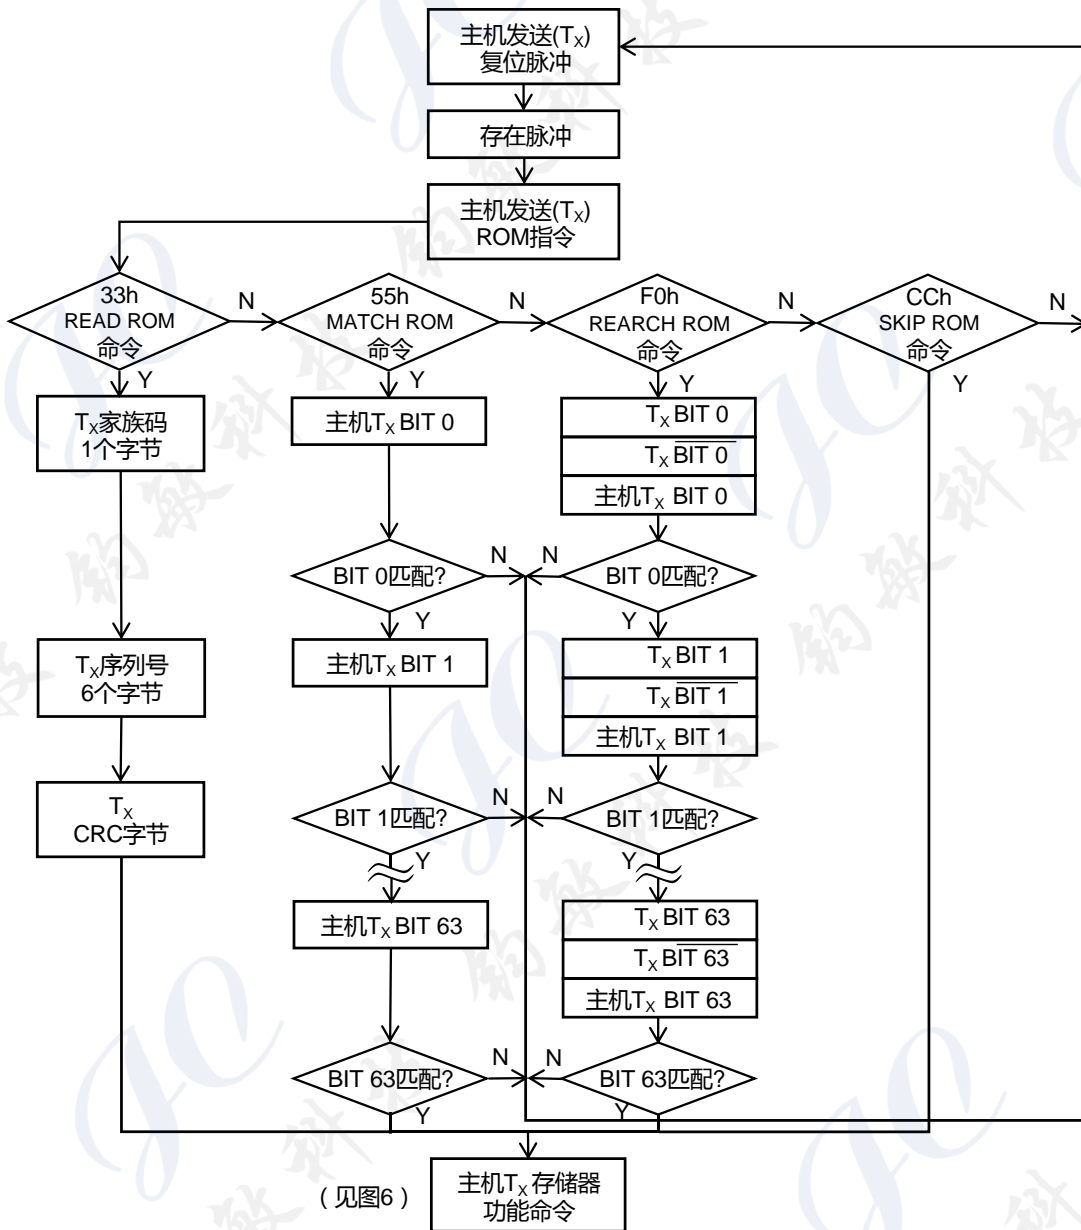 主机发送(TX)
复位脉冲
存在脉冲
主机发送(TX)
ROM指令
33h
READ ROM
命令
N
Y
55h
MATCH ROM
命令
N
Y
F0h
REARCH ROM
命令
N
Y
CCh
SKIP ROM
命令
N
Y
TX家族码
1个字节
TX序列号
6个字节
TX
CRC字节
主机TX BIT 0
BIT 0匹配?
N
Y
主机TX BIT 1
BIT 1匹配?
N
Y
主机TX BIT 63
BIT 63匹配?
N
Y
TX BIT 0
TX BIT 0
主机TX BIT 0
BIT 0匹配?
N
Y
TX BIT 1
TX BIT 1
主机TX BIT 1
BIT 1匹配?
N
Y
TX BIT 63
TX BIT 63
主机TX BIT 63
BIT 63匹配?
N
Y
(见图6)
主机TX 存储器
功能命令